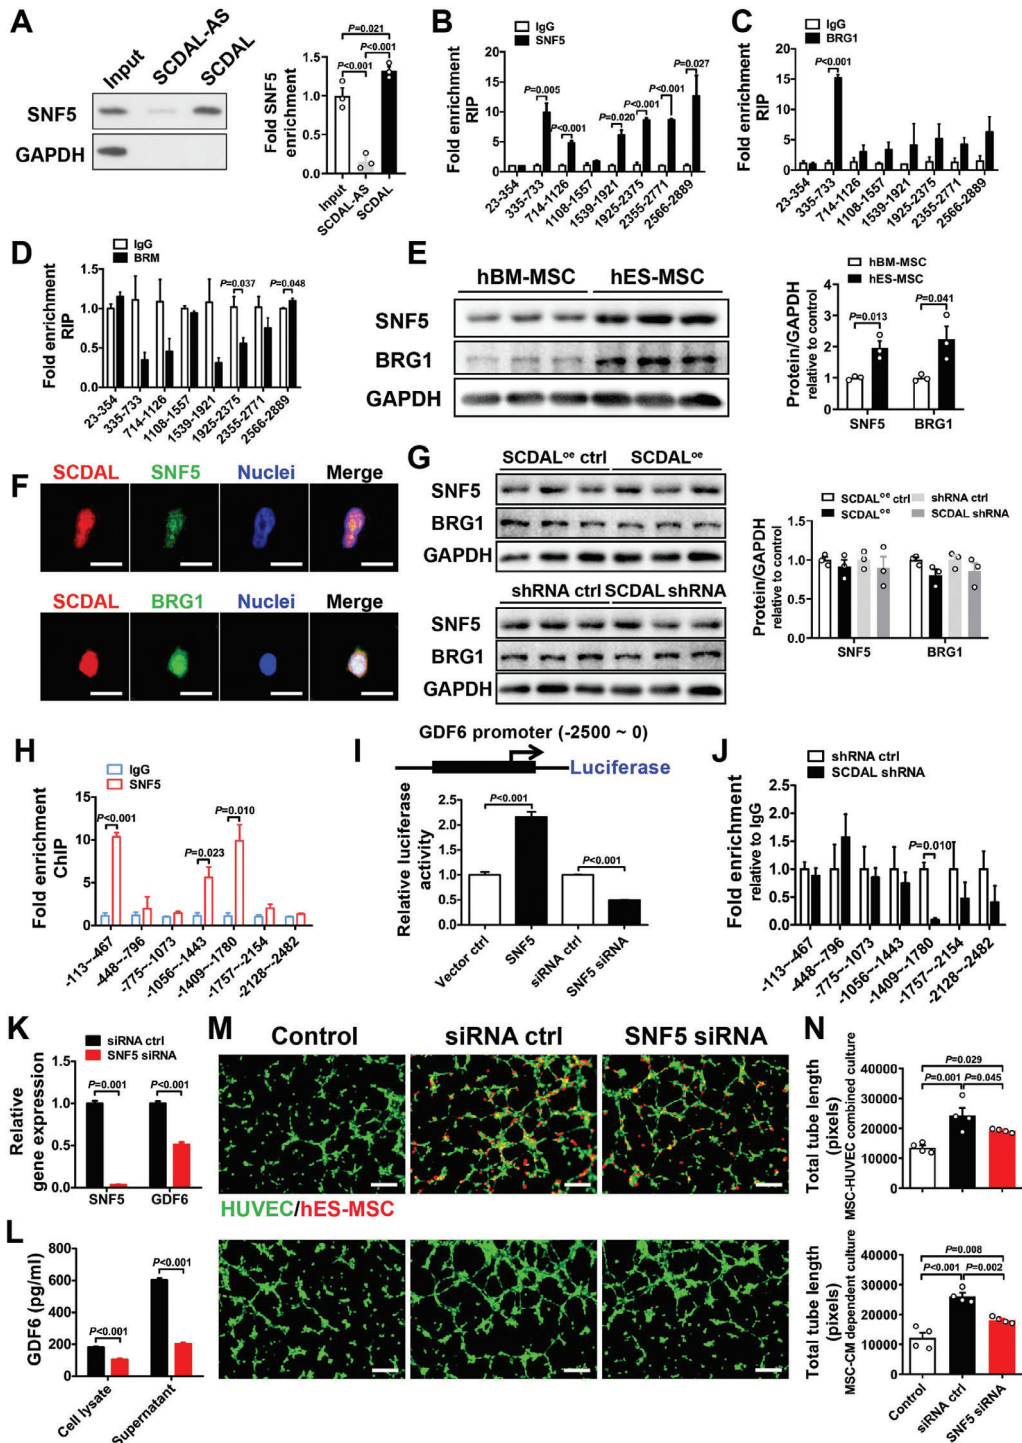 A
Input
SCDAL-AS
SCDAL
SNF5
GAPDH
Fold SNF5
enrichment
1.5
1.0
0.5
0.0
P=0.021
P<0.001
P<0.001
Input
SCDAL-AS
SCDAL
B
IgG
SNF5
Fold enrichment
RIP
20
15
10
5
0
P=0.005
P<0.001
P=0.020
P<0.001
P<0.001
P=0.027
23-354
335-733
714-1126
1108-1557
1539-1921
1925-2375
2355-2771
2566-2889
C
IgG
BRG1
Fold enrichment
RIP
20
15
10
5
0
P<0.001
23-354
335-733
714-1126
1108-1557
1539-1921
1925-2375
2355-2771
2566-2889
D
IgG
BRM
Fold enrichment
RIP
1.5
1.0
0.5
0.0
P=0.037
P=0.048
23-354
335-733
714-1126
1108-1557
1539-1921
1925-2375
2355-2771
2566-2889
E
hBM-MSC hES-MSC
SNF5
BRG1
GAPDH
hBM-MSC
hES-MSC
Protein/GAPDH
relative to control
4
3
2
1
0
P=0.013
P=0.041
SNF5 BRG1
F
SCDAL SNF5 Nuclei Merge
SCDAL BRG1 Nuclei Merge
G
SCDALoe ctrl SCDALoe
SNF5
BRG1
GAPDH
shRNA ctrl SCDAL shRNA
SNF5
BRG1
GAPDH
SCDALoe ctrl shRNA ctrl
SCDALoe SCDAL shRNA
Protein/GAPDH
relative to control
1.5
1.0
0.5
0.0
SNF5 BRG1
H
IgG
SNF5
Fold enrichment
ChIP
15
10
5
0
P<0.001
P=0.023
P=0.010
-113~-467
-448~-796
-775~-1073
-1056~-1443
-1409~-1780
-1757~-2154
-2128~-2482
I
GDF6 promoter (-2500 ~ 0)
Luciferase
Relative luciferase
activity
2.5
2.0
1.5
1.0
0.5
0.0
P<0.001
P<0.001
Vector ctrl
SNF5
siRNA ctrl
SNF5 siRNA
J
shRNA ctrl
SCDAL shRNA
Fold enrichment
relative to IgG
2.5
2.0
1.5
1.0
0.5
0.0
P=0.010
-113~-467
-448~-796
-775~-1073
-1056~-1443
-1409~-1780
-1757~-2154
-2128~-2482
K
siRNA ctrl
SNF5 siRNA
Relative
gene expression
1.5
1.0
0.5
0.0
P=0.001
P<0.001
SNF5 GDF6
L
GDF6 (pg/ml)
800
600
400
200
0
P<0.001
P<0.001
Cell lysate
Supernatant
M
Control siRNA ctrl SNF5 siRNA
HUVEC/hES-MSC
N
Total tube length
(pixels)
MSC-HUVEC combined culture
40000
30000
20000
10000
0
P=0.029
P=0.001
P=0.045
Total tube length
(pixels)
MSC-CM dependent culture
40000
30000
20000
10000
0
P=0.008
P<0.001
P=0.002
Control
siRNA ctrl
SNF5 siRNA